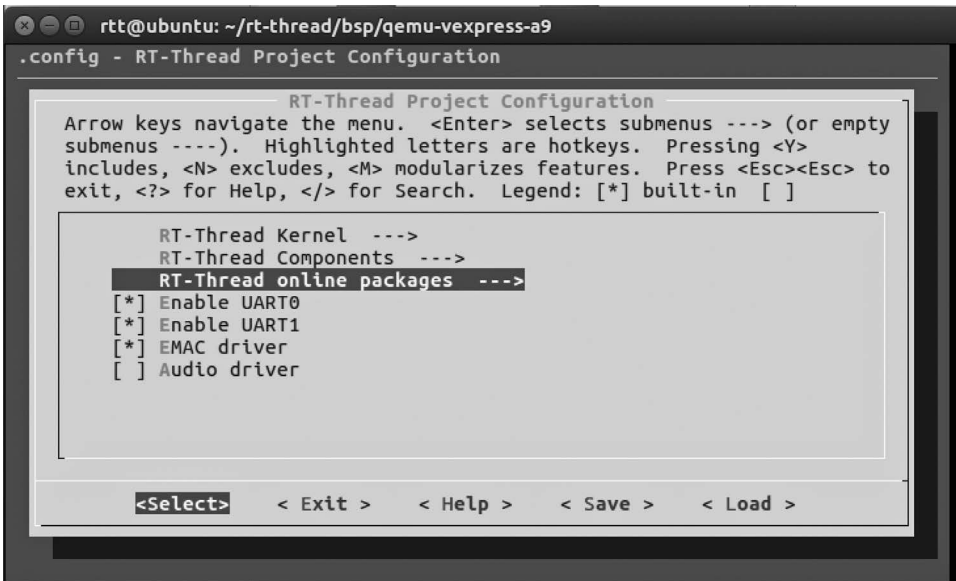 rtt@ubuntu: ~/rt-thread/bsp/qemu-vexpress-a9
.config - RT-Thread Project Configuration
RT-Thread Project Configuration
Arrow keys navigate the menu.  <Enter> selects submenus ---> (or empty
submenus ----).  Highlighted letters are hotkeys.  Pressing <Y>
includes, <N> excludes, <M> modularizes features.  Press <Esc><Esc> to
exit, <?> for Help, </> for Search.  Legend: [*] built-in  [ ]
RT-Thread Kernel  --->
RT-Thread Components  --->
RT-Thread online packages  --->
[*] Enable UART0
[*] Enable UART1
[*] EMAC driver
[ ] Audio driver
<Select>    < Exit >    < Help >    < Save >    < Load >